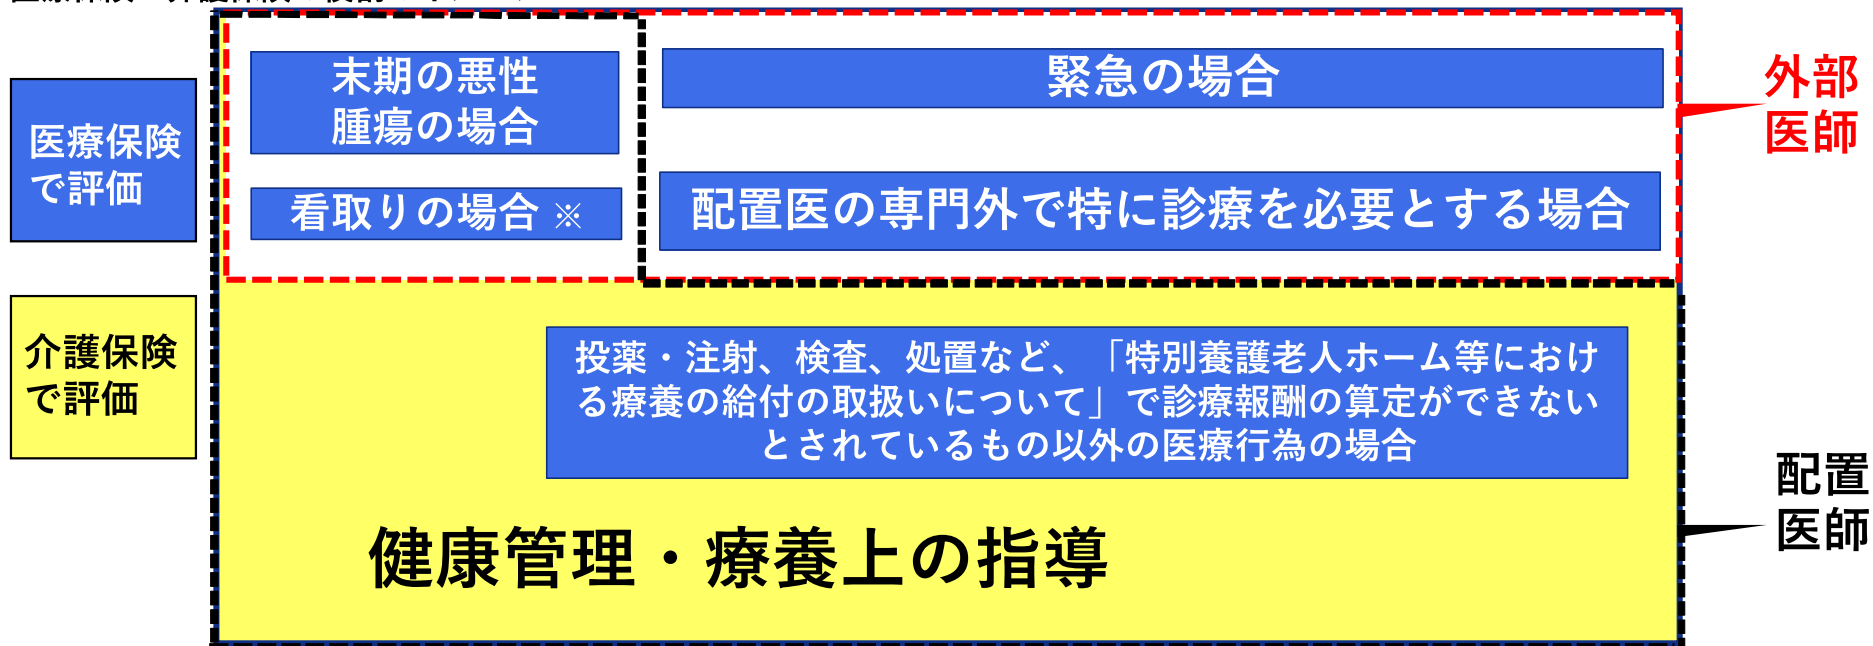 末期の悪性
腫瘍の場合
緊急の場合
外部
医師
医療保険
で評価
看取りの場合 ※
配置医の専門外で特に診療を必要とする場合
介護保険
で評価
投薬・注射、検査、処置など、「特別養護老人ホーム等におけ
る療養の給付の取扱いについて」で診療報酬の算定ができない
とされているもの以外の医療行為の場合
配置
医師
健康管理・療養上の指導